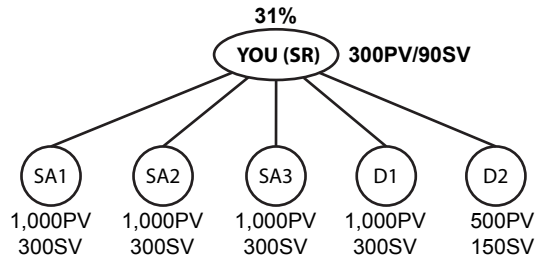 31%
YOU (SR) 300PV/90SV
SA1 SA2 SA3 D1 D2
1,000PV 1,000PV 1,000PV 1,000PV 500PV
300SV 300SV 300SV 300SV 150SV